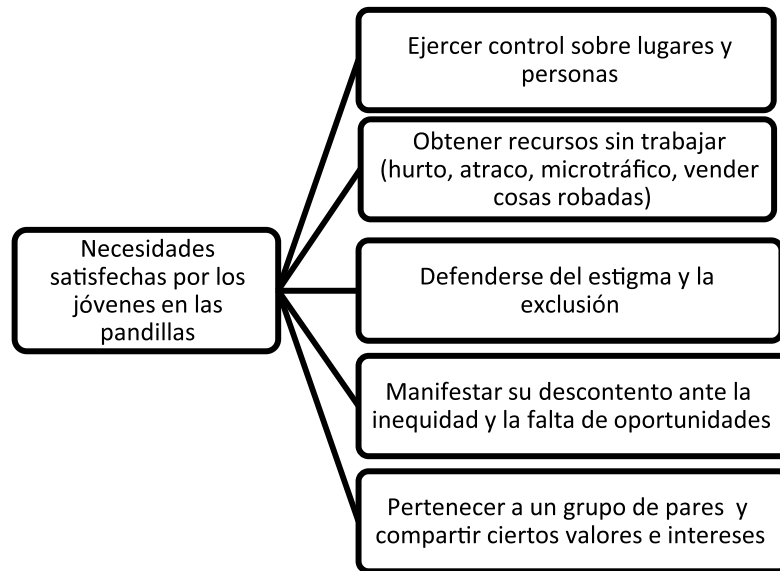 Ejercer control sobre lugares y
personas
Obtener recursos sin trabajar
(hurto, atraco, microtráfico, vender
cosas robadas)
Necesidades
satisfechas por los
jóvenes en las
pandillas
Defenderse del estigma y la
exclusión
Manifestar su descontento ante la
inequidad y la falta de oportunidades
Pertenecer a un grupo de pares y
compartir ciertos valores e intereses